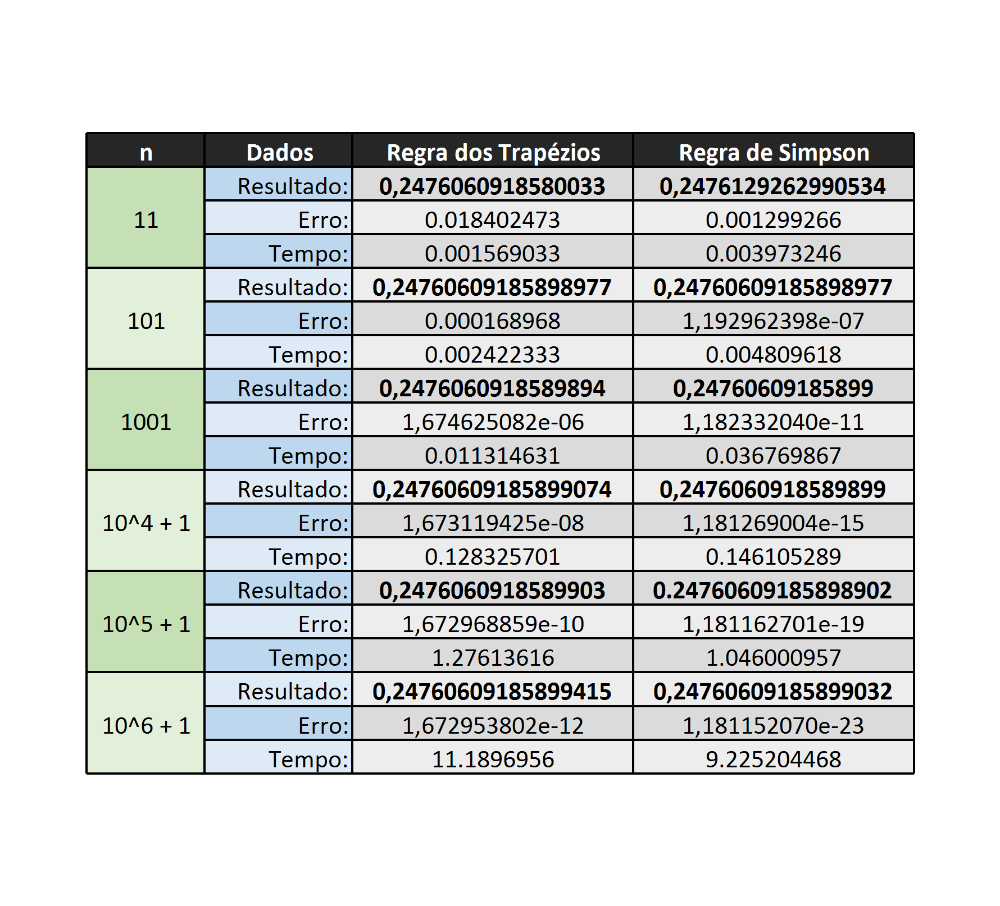 n Dados Regra dos Trapézios Regra de Simpson
11 Resultado: 0,2476060918580033 0,2476129262990534
Erro: 0.018402473 0.001299266
Tempo: 0.001569033 0.003973246
101 Resultado: 0,24760609185898977 0,24760609185898977
Erro: 0.000168968 1,192962398e-07
Tempo: 0.002422333 0.004809618
1001 Resultado: 0,2476060918589894 0,24760609185899
Erro: 1,674625082e-06 1,182332040e-11
Tempo: 0.011314631 0.036769867
10^4 + 1 Resultado: 0,24760609185899074 0,2476060918589899
Erro: 1,673119425e-08 1,181269004e-15
Tempo: 0.128325701 0.146105289
10^5 + 1 Resultado: 0,2476060918589903 0.24760609185898902
Erro: 1,672968859e-10 1,181162701e-19
Tempo: 1.27613616 1.046000957
10^6 + 1 Resultado: 0,24760609185899415 0,24760609185899032
Erro: 1,672953802e-12 1,181152070e-23
Tempo: 11.1896956 9.225204468